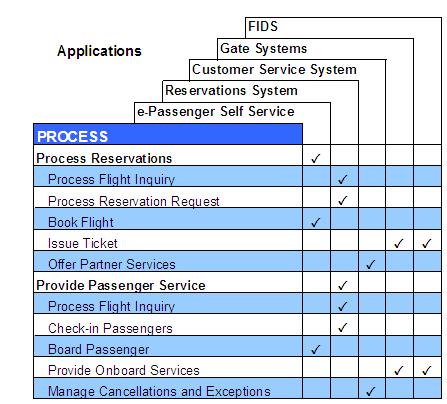 FIDS
Gate Systems
Applications
Customer Service System
Reservations System
e-Passenger Self Service
PROCESS
Process Reservations ✓
Process Flight Inquiry ✓
Process Reservation Request ✓
Book Flight ✓
Issue Ticket ✓ ✓
Offer Partner Services ✓
Provide Passenger Service ✓
Process Flight Inquiry ✓
Check-in Passengers ✓
Board Passenger ✓
Provide Onboard Services ✓ ✓
Manage Cancellations and Exceptions ✓